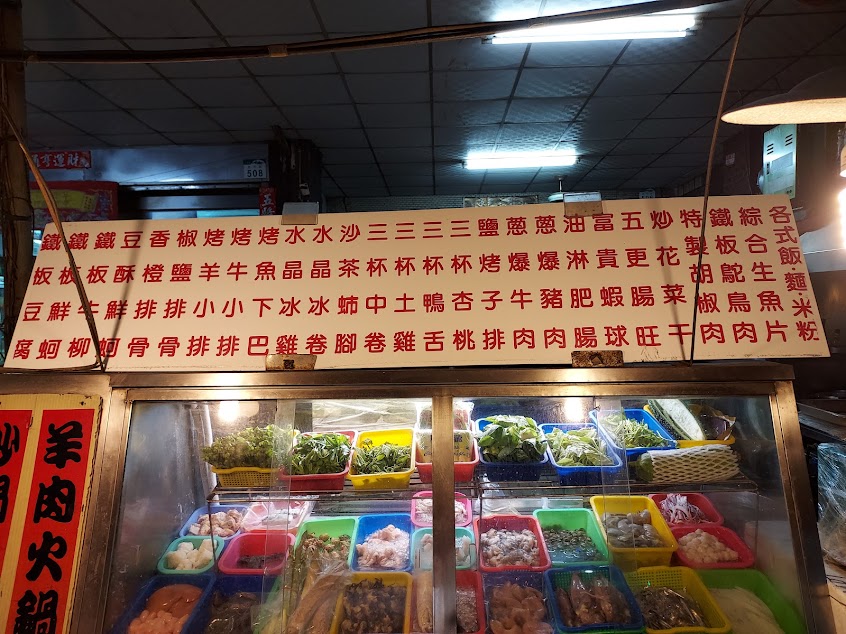 各式飯·麵·米粉
綜合生魚片
鐵板鴕鳥肉
特製胡椒肉
炒花菜干
五更腸旺
富貴蝦球
油淋肥腸
蔥爆豬肉
蔥爆牛肉
鹽烤子排
三杯杏桃
三杯鴨舌
三杯土雞
三杯中卷
沙茶腳
水晶冰卷
水晶冰雞
烤魚下巴
烤牛小排
烤羊小排
椒鹽排骨
香橙排骨
豆酥鮮蚵
鐵板牛柳
鐵板鮮蚵
鐵板豆腐
羊肉火鍋